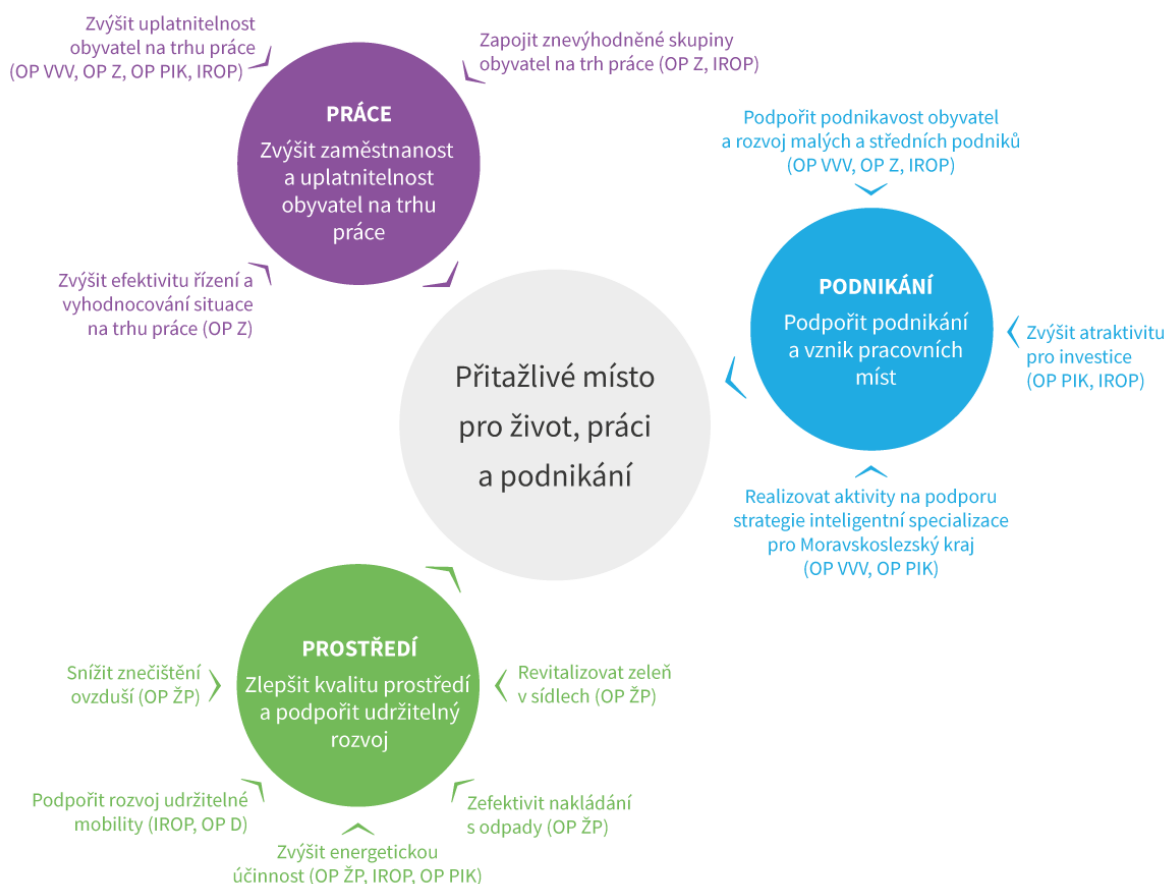 Zvýšit uplatnitelnost
obyvatel na trhu práce
(OP VVV, OP Z, OP PIK, IROP)
Zapojit znevýhodněné skupiny
obyvatel na trh práce (OP Z, IROP)
PRÁCE
Zvýšit zaměstnanost
a uplatnitelnost
obyvatel na trhu
práce
Zvýšit efektivitu řízení a
vyhodnocování situace
na trhu práce (OP Z)
Podpořit podnikavost obyvatel
a rozvoj malých a středních podniků
(OP VVV, OP Z, IROP)
PODNIKÁNÍ
Podpořit podnikání
a vznik pracovních
míst
Zvýšit atraktivitu
pro investice
(OP PIK, IROP)
Realizovat aktivity na podporu
strategie inteligentní specializace
pro Moravskoslezský kraj
(OP VVV, OP PIK)
Přitažlivé místo
pro život, práci
a podnikání
PROSTŘEDÍ
Zlepšit kvalitu prostředí
a podpořit udržitelný
rozvoj
Snížit znečištění
ovzduší (OP ŽP)
Revitalizovat zeleň
v sídlech (OP ŽP)
Podpořit rozvoj udržitelné
mobility (IROP, OP D)
Zefektivit nakládání
s odpady (OP ŽP)
Zvýšit energetickou
účinnost (OP ŽP, IROP, OP PIK)